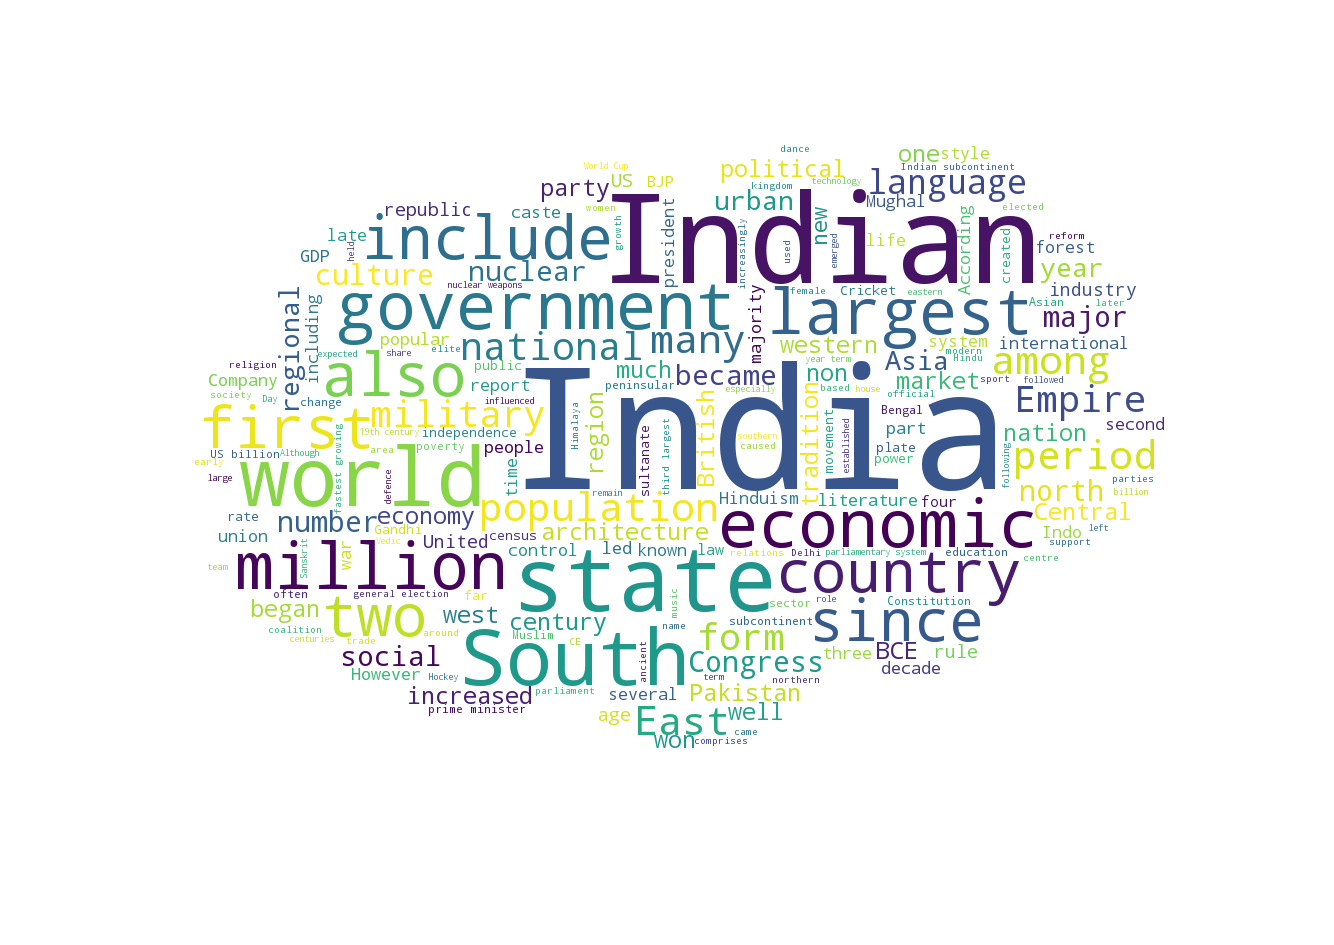 dance
one
style
World Cup
Indian subcontinent
political
US
BJP
technology
language
party
kingdom
Indian
urban
Mughal
women
republic
caste
include
new
elected
late
growth
president
increasingly
used
emerged
life
According
created
reform
forest
held
GDP
culture
nuclear
year
nuclear weapons
female
Cricket
eastern
industry
regional
including
government
majority
largest
Asian
later
major
popular
national
many
western
system
international
expected
share
elite
modern
religion
also
public
much
became
year term
non
Asia
Hindu
among
Company
report
peninsular
market
sport
followed
society
Day
change
influenced
especially
based
house
official
Empire
first
military
Himalaya
region
British
India
tradition
Bengal
second
19th century
independence
southern
movement
established
part
nation
US billion
Although
area
poverty
people
caused
plate
period
early
power
following
large
world
fastest growing
defence
time
sultanate
third largest
parties
population
remain
Hinduism
literature
four
north
billion
rate
number
economy
economic
Central
union
Gandhi
architecture
Indo
left
war
Vedic
United
census
control
led
known
law
relations
Delhi
parliamentary system
education
support
Sanskrit
million
state
country
centre
team
often
general election
far
music
sector
role
Constitution
began
two
west
century
name
subcontinent
since
coalition
around
centuries
trade
Muslim
CE
form
social
South
ancient
Congress
three
BCE
rule
However
Hockey
term
northern
decade
increased
parliament
several
Pakistan
prime minister
age
East
well
won
comprises
came